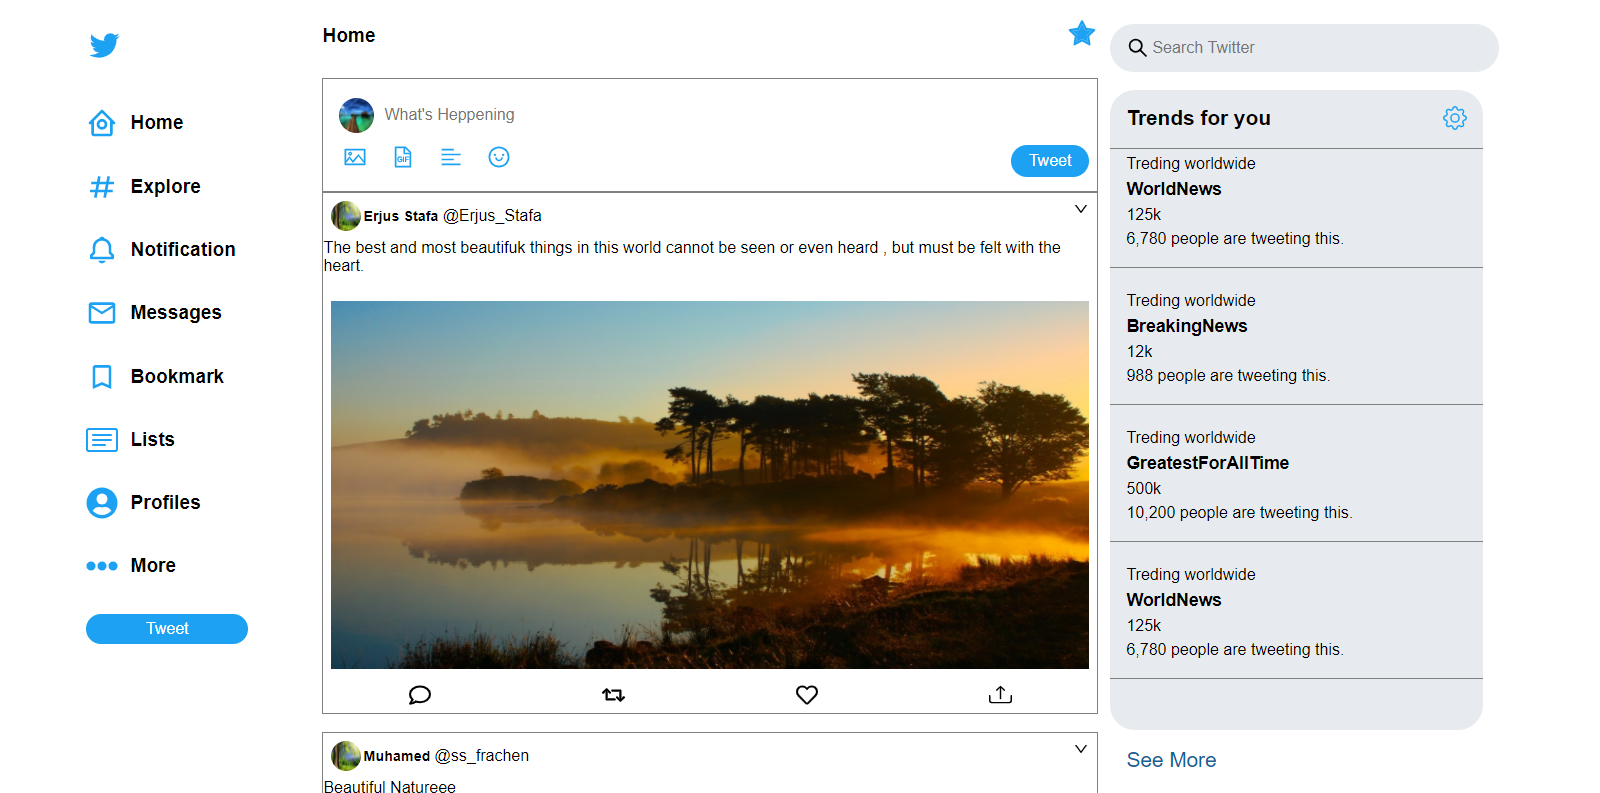 Home
Explore
Notification
Messages
Bookmark
Lists
Profiles
More
Tweet
Home
What's Heppening
GIF
Tweet
Erjus Stafa @Erjus_Stafa
The best and most beautifuk things in this world cannot be seen or even heard , but must be felt with the
heart.
Muhamed @ss_frachen
Beautiful Natureee
Search Twitter
Trends for you
Treding worldwide
WorldNews
125k
6,780 people are tweeting this.
Treding worldwide
BreakingNews
12k
988 people are tweeting this.
Treding worldwide
GreatestForAllTime
500k
10,200 people are tweeting this.
Treding worldwide
WorldNews
125k
6,780 people are tweeting this.
See More